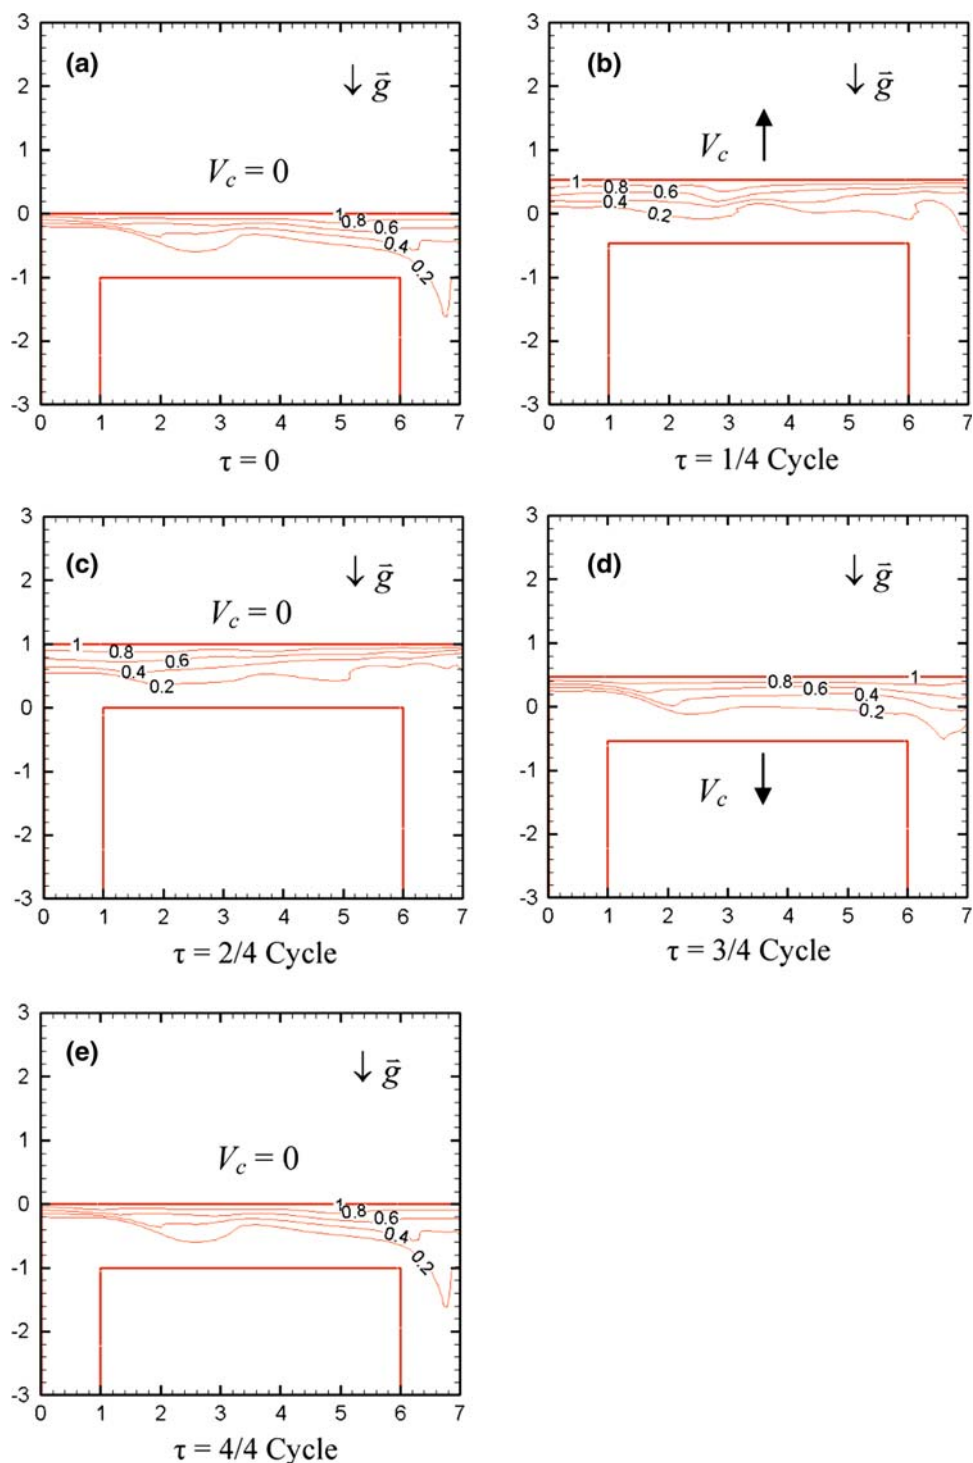 (a)
↓ g̅
V_c = 0
3
2
1
0
-1
-2
-3
1
0.8
0.6
0.4
0.2
0 1 2 3 4 5 6 7
τ = 0
(b)
↓ g̅
V_c ↑
3
2
1
0
-1
-2
-3
1 0.8 0.6
0.4 0.2
0 1 2 3 4 5 6 7
τ = 1/4 Cycle
(c)
↓ g̅
V_c = 0
3
2
1
0
-1
-2
-3
1 0.8
0.6
0.4
0.2
0 1 2 3 4 5 6 7
τ = 2/4 Cycle
(d)
↓ g̅
3
2
1
0
-1
-2
-3
0.8 1
0.6 0.4
0.2
V_c ↓
0 1 2 3 4 5 6 7
τ = 3/4 Cycle
(e)
↓ g̅
V_c = 0
3
2
1
0
-1
-2
-3
1
0.8
0.6
0.4
0.2
0 1 2 3 4 5 6 7
τ = 4/4 Cycle